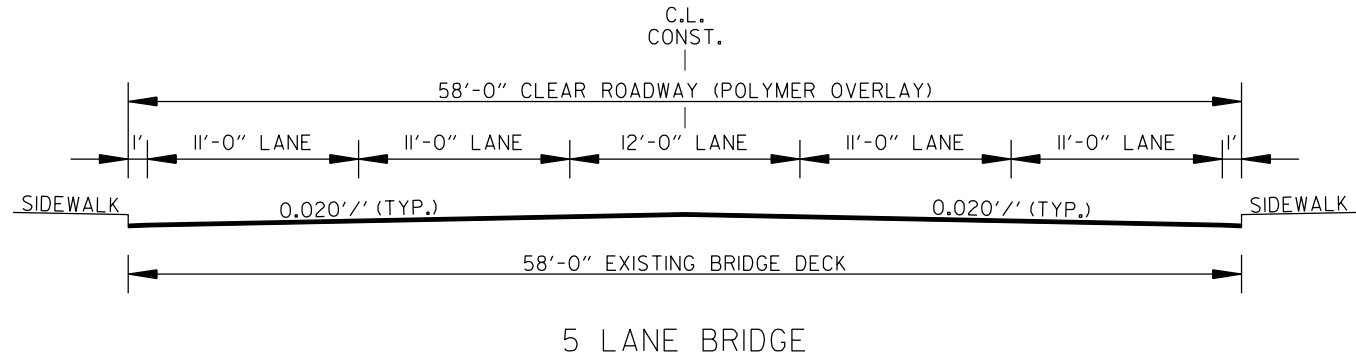 C.L.
CONST.
58'-0" CLEAR ROADWAY (POLYMER OVERLAY)
1' 11'-0" LANE 11'-0" LANE 12'-0" LANE 11'-0" LANE 11'-0" LANE 1'
SIDEWALK 0.020'/' (TYP.) 0.020'/' (TYP.) SIDEWALK
58'-0" EXISTING BRIDGE DECK
5 LANE BRIDGE